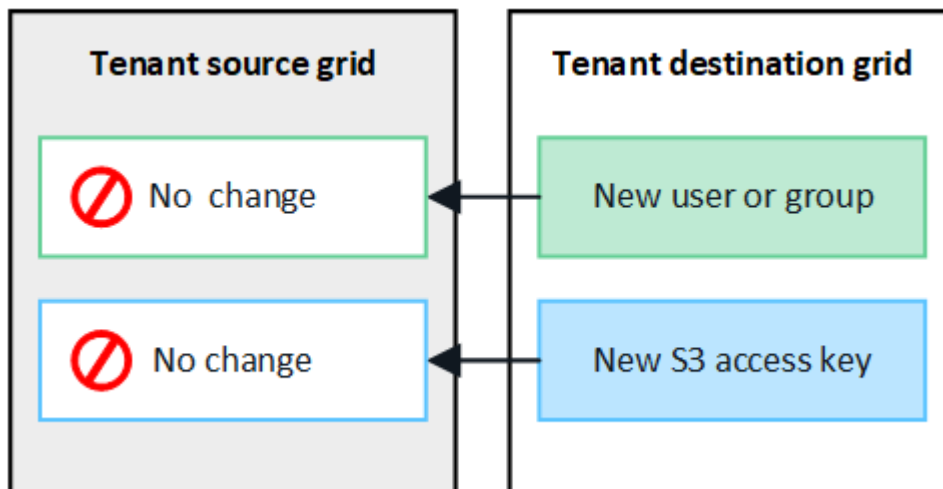 Tenant source grid
Tenant destination grid
No change
New user or group
No change
New S3 access key